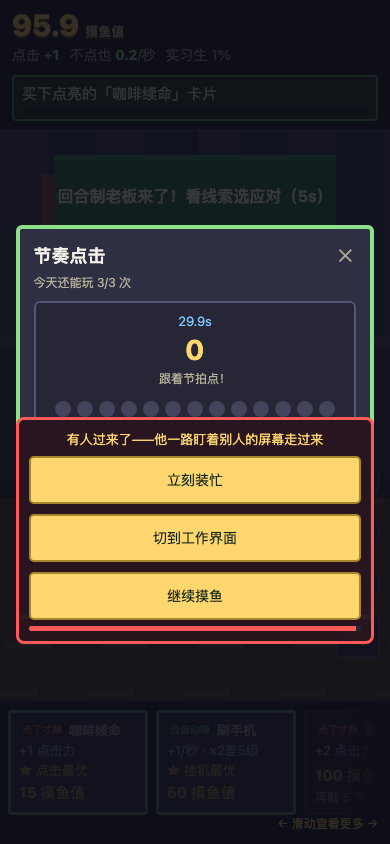 95.9 摸鱼值
点击 +1 不点也 0.2/秒 实习生 1%
买下点亮的「咖啡续命」卡片
回合制老板来了！看线索选应对（5s）
节奏点击 ×
今天还能玩 3/3 次
29.9s
0
跟着节拍点！
有人过来了——他一路盯着别人的屏幕走过来
立刻装忙
切到工作界面
继续摸鱼
点了才赚 咖啡续命
+1 点击力
★ 点击最优
15 摸鱼值
会自动赚 刷手机
+1/秒 · ×2差5级
★ 挂机最优
50 摸鱼值
点了才赚
+2 点击力
100 摸鱼
再戳 5 下
← 滑动查看更多 →